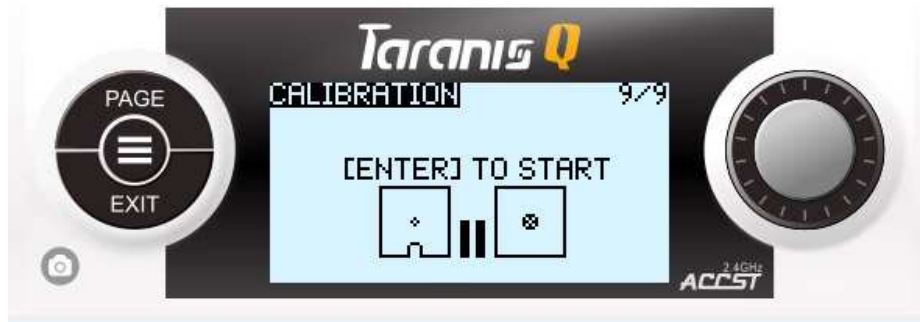 Taranis Q
PAGE
EXIT
CALIBRATION 9/9
[ENTER] TO START
2.4GHz
ACCST